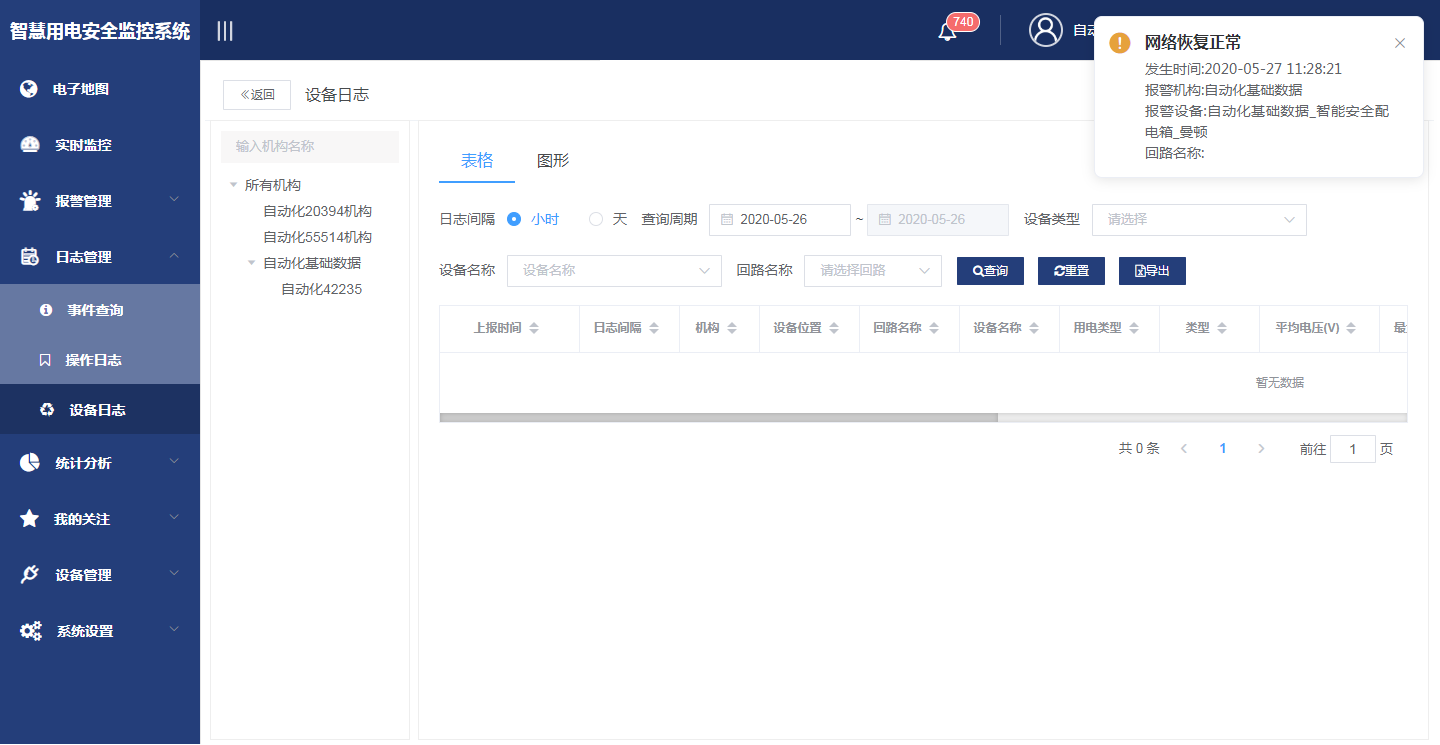 智慧用电安全监控系统
电子地图
实时监控
报警管理
日志管理
事件查询
操作日志
设备日志
统计分析
我的关注
设备管理
系统设置
740
自动
网络恢复正常
发生时间:2020-05-27 11:28:21
报警机构:自动化基础数据
报警设备:自动化基础数据_智能安全配
电箱_曼顿
回路名称:
返回 设备日志
输入机构名称
所有机构
自动化20394机构
自动化55514机构
自动化基础数据
自动化42235
表格 图形
日志间隔 小时 天 查询周期 2020-05-26 ~ 2020-05-26 设备类型 请选择
设备名称 设备名称 回路名称 请选择回路 查询 重置 导出
上报时间 日志间隔 机构 设备位置 回路名称 设备名称 用电类型 类型 平均电压(V) 最
暂无数据
共 0 条 1 前往 1 页